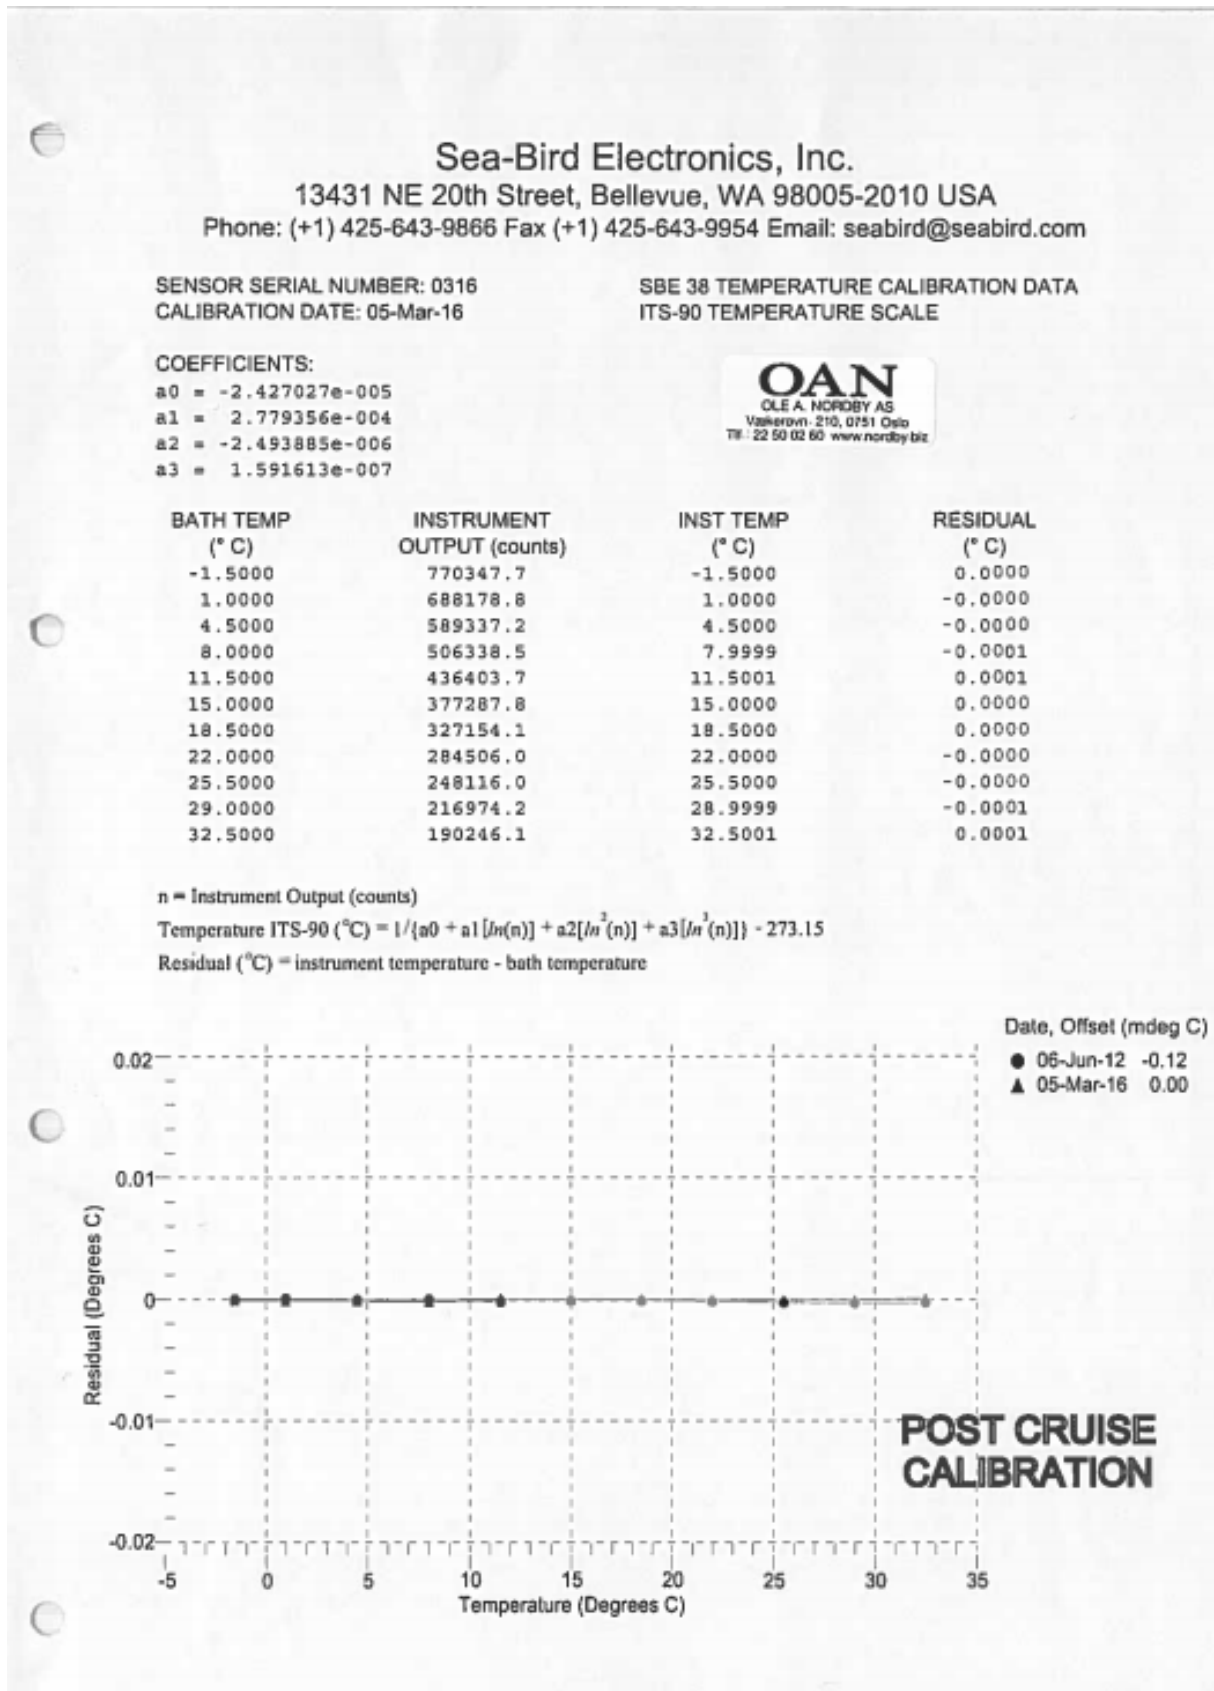 Sea-Bird Electronics, Inc.
13431 NE 20th Street, Bellevue, WA 98005-2010 USA
Phone: (+1) 425-643-9866 Fax (+1) 425-643-9954 Email: seabird@seabird.com
SENSOR SERIAL NUMBER: 0316
CALIBRATION DATE: 05-Mar-16
SBE 38 TEMPERATURE CALIBRATION DATA
ITS-90 TEMPERATURE SCALE
COEFFICIENTS:
a0 = -2.427027e-005
a1 = 2.779356e-004
a2 = -2.493885e-006
a3 = 1.591613e-007
OAN
OLE A. NORDBY AS
210, 0751 Oslo
Tlf.: 22 50 02 60 www.nordby.biz
BATH TEMP INSTRUMENT INST TEMP RESIDUAL
(° C) OUTPUT (counts) (° C) (° C)
-1.5000 770347.7 -1.5000 0.0000
1.0000 688178.8 1.0000 -0.0000
4.5000 589337.2 4.5000 -0.0000
8.0000 506338.5 7.9999 -0.0001
11.5000 436403.7 11.5001 0.0001
15.0000 377287.8 15.0000 0.0000
18.5000 327154.1 18.5000 0.0000
22.0000 284506.0 22.0000 -0.0000
25.5000 248116.0 25.5000 -0.0000
29.0000 216974.2 28.9999 -0.0001
32.5000 190246.1 32.5001 0.0001
n = Instrument Output (counts)
Temperature ITS-90 (°C) = 1/{a0 + a1[ln(n)] + a2[ln²(n)] + a3[ln³(n)]} - 273.15
Residual (°C) = instrument temperature - bath temperature
Date, Offset (mdeg C)
● 06-Jun-12 -0.12
▲ 05-Mar-16 0.00
0.02
0.01
0
-0.01
-0.02
Residual (Degrees C)
-5 0 5 10 15 20 25 30 35
Temperature (Degrees C)
POST CRUISE
CALIBRATION